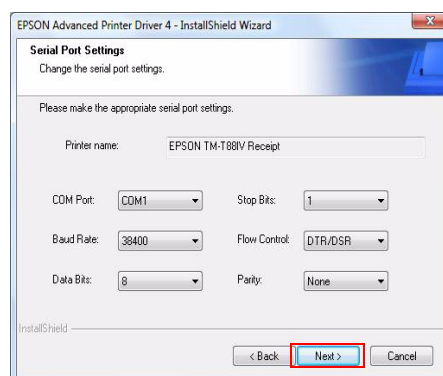 EPSON Advanced Printer Driver 4 - InstallShield Wizard
Serial Port Settings
Change the serial port settings.
Please make the appropriate serial port settings.
Printer name: EPSON TM-T88IV Receipt
COM Port: COM1 Stop Bits: 1
Baud Rate: 38400 Flow Control: DTR/DSR
Data Bits: 8 Parity: None
InstallShield
< Back Next > Cancel